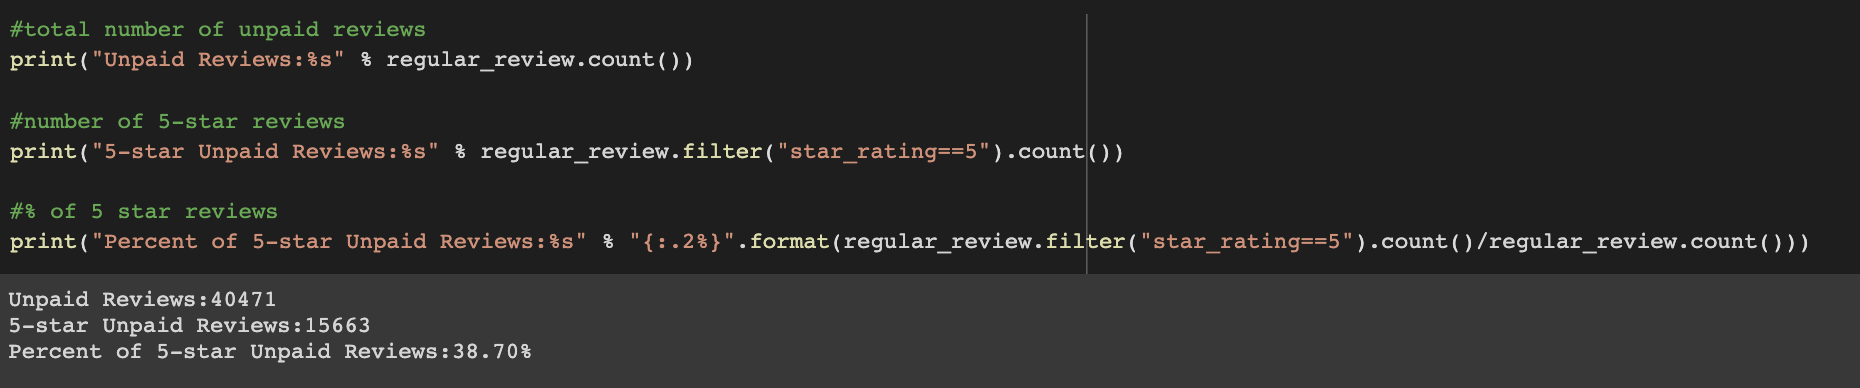 #total number of unpaid reviews
print("Unpaid Reviews:%s" % regular_review.count())
#number of 5-star reviews
print("5-star Unpaid Reviews:%s" % regular_review.filter("star_rating==5").count())
#% of 5 star reviews
print("Percent of 5-star Unpaid Reviews:%s" % "{:.2%}".format(regular_review.filter("star_rating==5").count()/regular_review.count()))
Unpaid Reviews:40471
5-star Unpaid Reviews:15663
Percent of 5-star Unpaid Reviews:38.70%